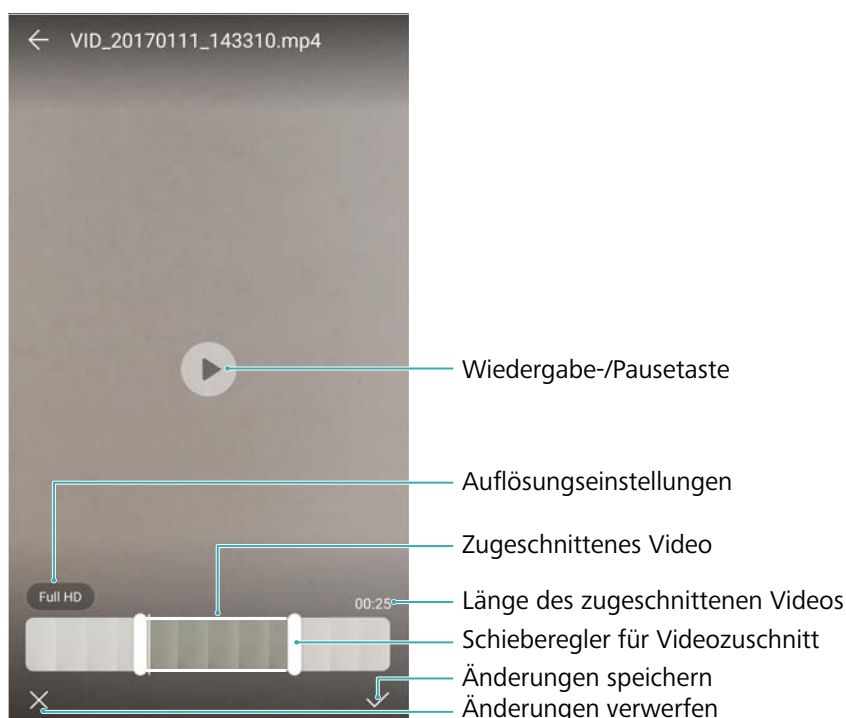 VID_20170111_143310.mp4
Wiedergabe-/Pausetaste
Auflösungseinstellungen
Zugeschnittenes Video
Full HD
00:25
Länge des zugeschnittenen Videos
Schieberegler für Videozuschnitt
Änderungen speichern
Änderungen verwerfen